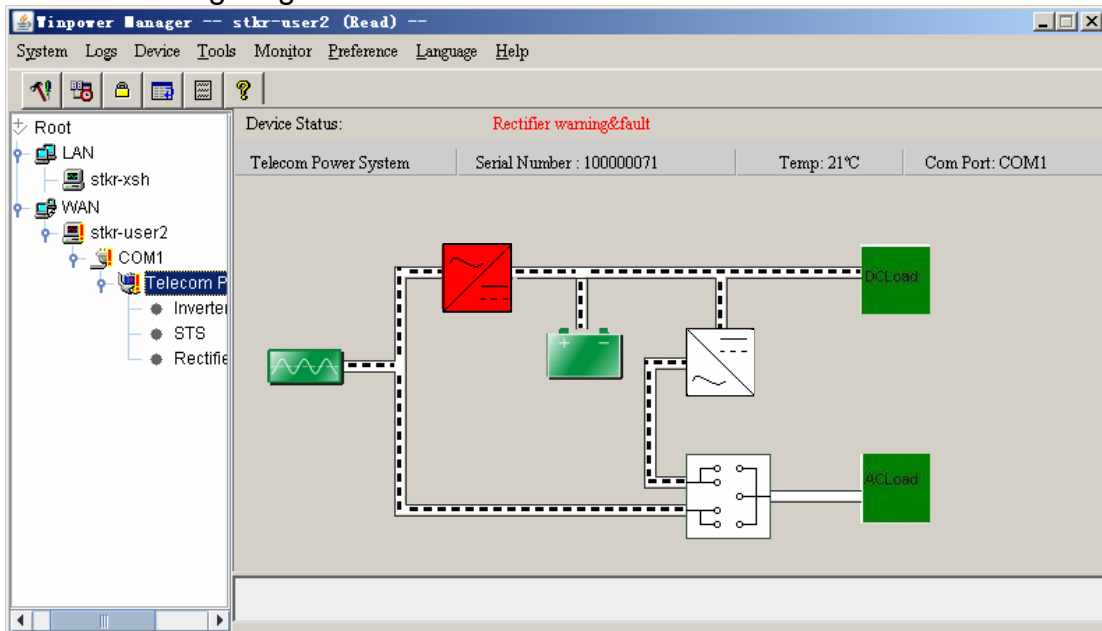 Winpower Manager -- stkr-user2 (Read) --
System Logs Device Tools Monitor Preference Language Help
Root
LAN
stkr-xsh
WAN
stkr-user2
COM1
Telecom P
Inverter
STS
Rectifie
Device Status: Rectifier warning&fault
Telecom Power System Serial Number : 100000071 Temp: 21℃ Com Port: COM1
DCLoad
ACLoad